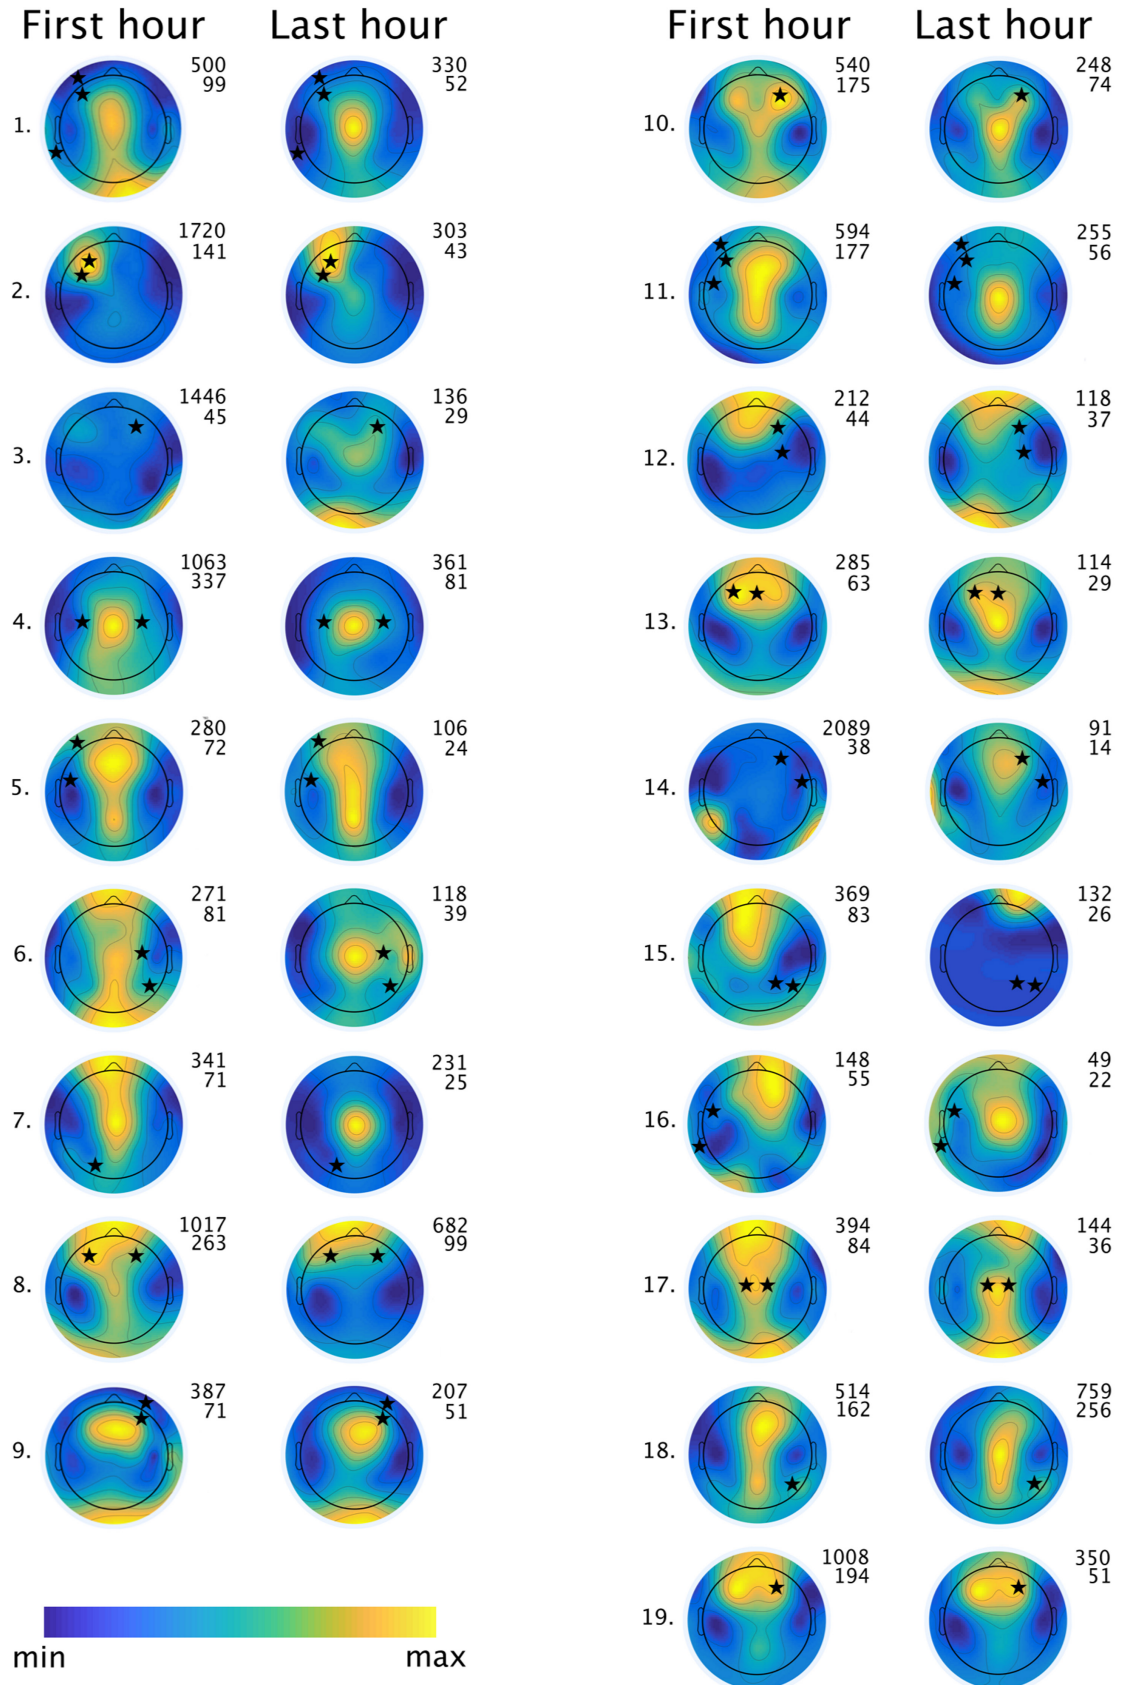 First hour Last hour First hour Last hour
1. 500 99 330 52
2. 1720 141 303 43
3. 1446 45 136 29
4. 1063 337 361 81
5. 280 72 106 24
6. 271 81 118 39
7. 341 71 231 25
8. 1017 263 682 99
9. 387 71 207 51
10. 540 175 248 74
11. 594 177 255 56
12. 212 44 118 37
13. 285 63 114 29
14. 2089 38 91 14
15. 369 83 132 26
16. 148 55 49 22
17. 394 84 144 36
18. 514 162 759 256
19. 1008 194 350 51
min max